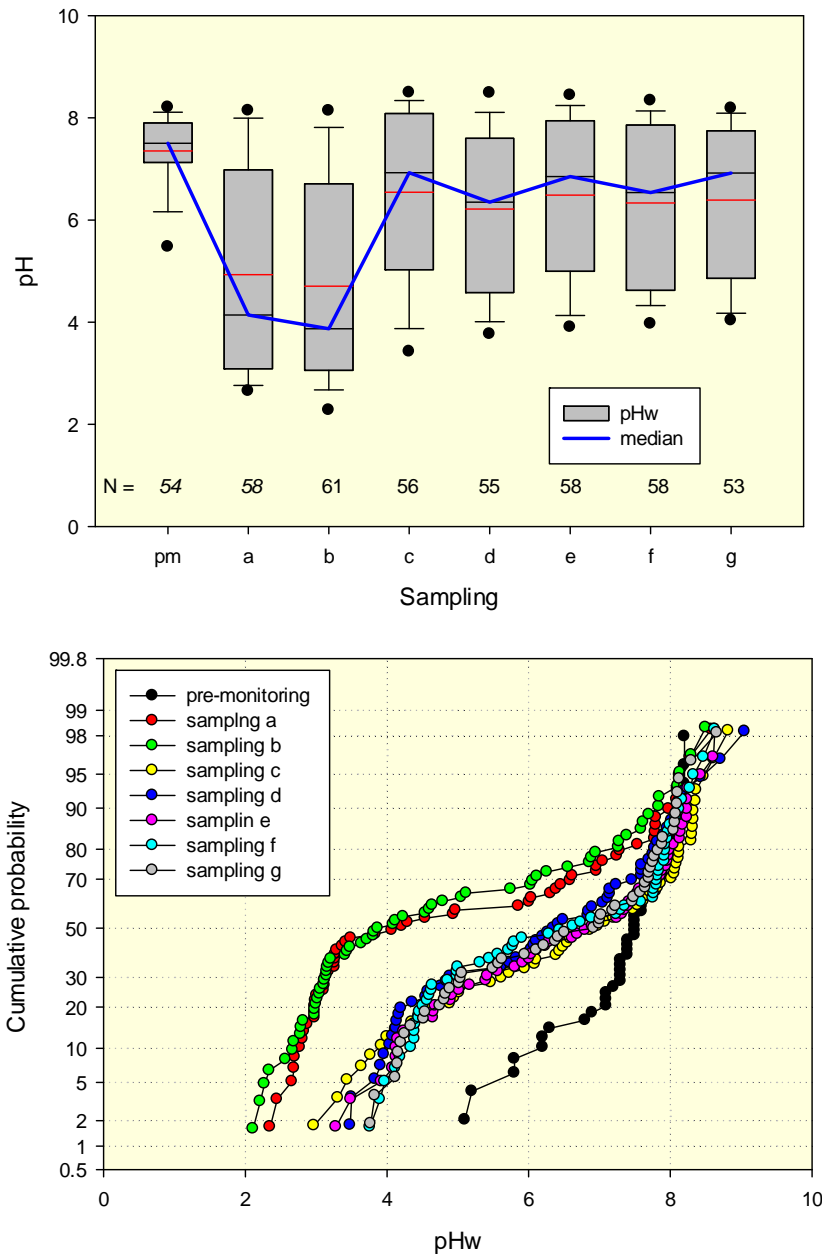 10
8
6
4
2
0
pH
pHw
median
N = 54 58 61 56 55 58 58 53
pm a b c d e f g
Sampling
99.8
99
98
95
90
80
70
50
30
20
10
5
2
1
0.5
Cumulative probability
pre-monitoring
samplng a
sampling b
sampling c
sampling d
samplin e
sampling f
sampling g
0 2 4 6 8 10
pHw